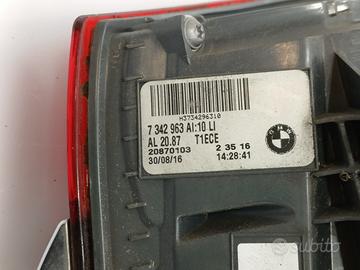 H3734296310
7 342 963 AI:10 LI
AL 20.87 T1ECE
20870103 2 35 16
30/08/16 14:28:41
BMW
subito